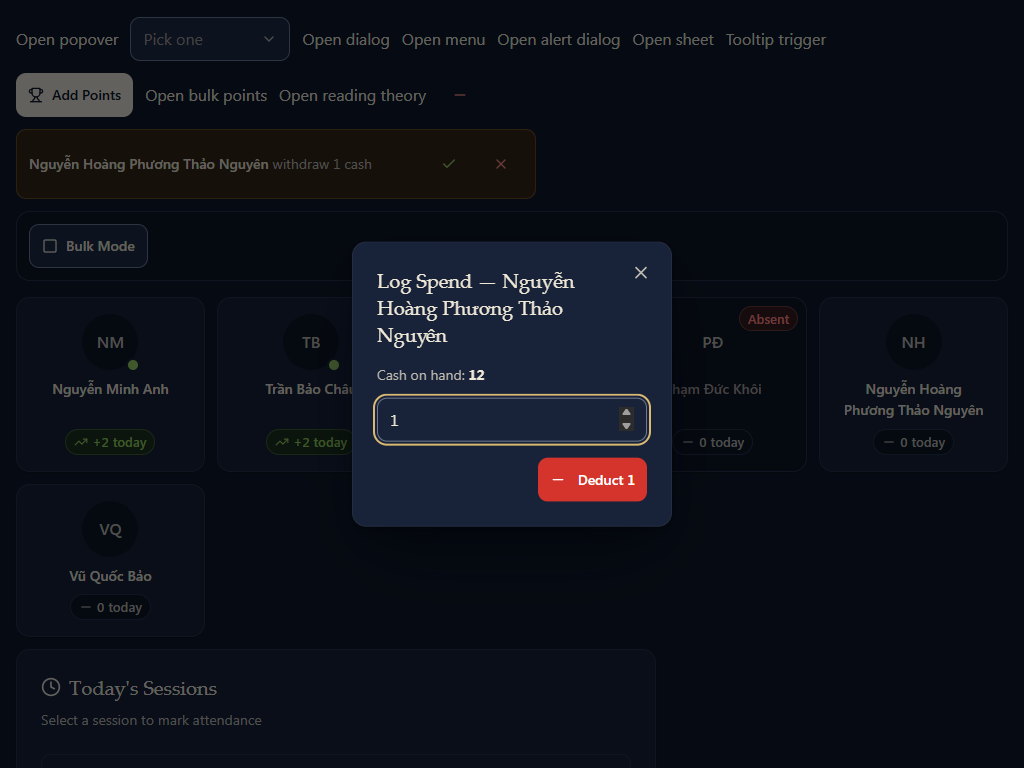 Open popover Pick one Open dialog Open menu Open alert dialog Open sheet Tooltip trigger
Add Points Open bulk points Open reading theory
Nguyễn Hoàng Phương Thảo Nguyên withdraw 1 cash
Bulk Mode
Log Spend — Nguyễn
Hoàng Phương Thảo
Nguyên
Cash on hand: 12
1
Deduct 1
NM
Nguyễn Minh Anh
+2 today
TB
Trần Bảo Châu
+2 today
Absent
PĐ
hạm Đức Khôi
0 today
NH
Nguyễn Hoàng
Phương Thảo Nguyên
0 today
VQ
Vũ Quốc Bảo
0 today
Today's Sessions
Select a session to mark attendance